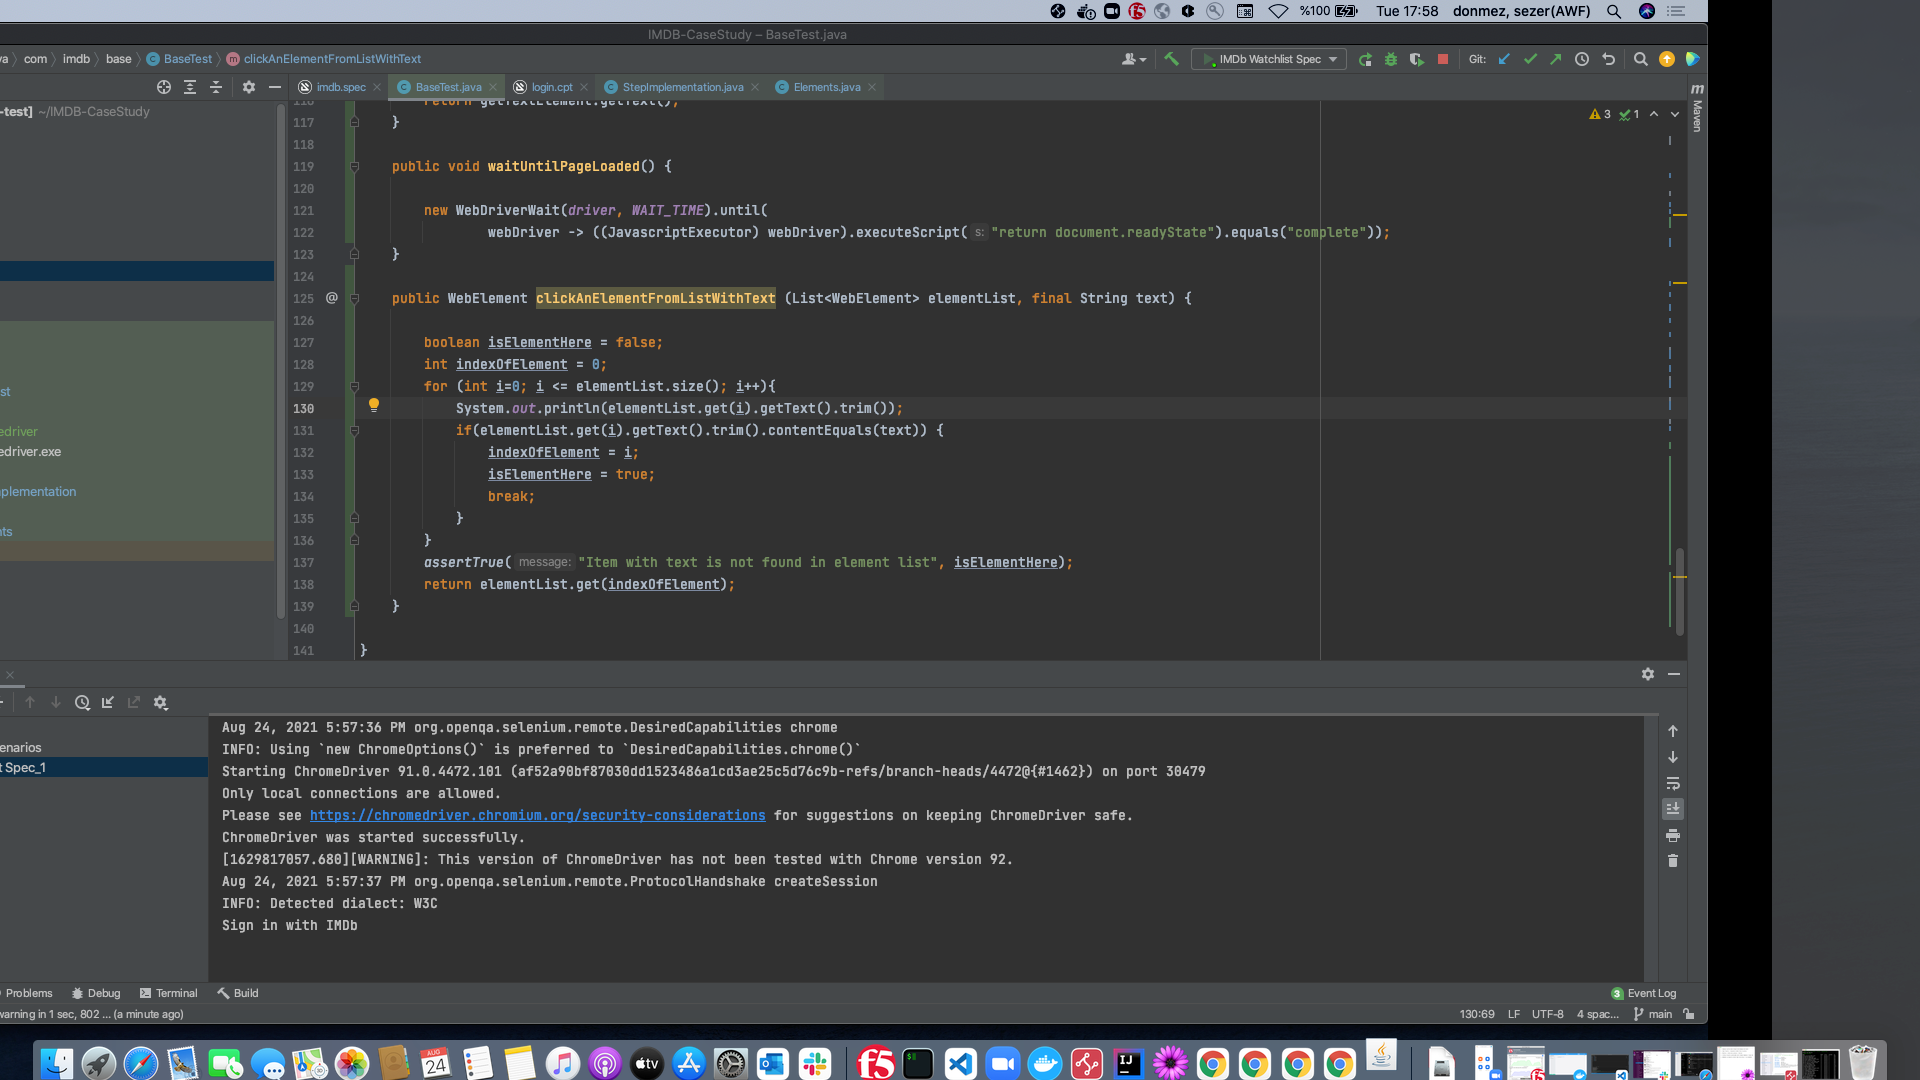 %100
Tue 17:58
donmez, sezer(AWF)
IMDB-CaseStudy – BaseTest.java
va
com
imdb
base
BaseTest
clickAnElementFromListWithText
IMDb Watchlist Spec
Git:
imdb.spec
BaseTest.java
login.cpt
StepImplementation.java
Elements.java
-test] ~/IMDB-CaseStudy
st
edriver
edriver.exe
nplementation
nts
3
1
Maven
116 return getTextElement.getText();
117 }
118
119 public void waitUntilPageLoaded() {
120
121 new WebDriverWait(driver, WAIT_TIME).until(
122 webDriver -> ((JavascriptExecutor) webDriver).executeScript( s: "return document.readyState").equals("complete"));
123 }
124
125 @ public WebElement clickAnElementFromListWithText (List<WebElement> elementList, final String text) {
126
127 boolean isElementHere = false;
128 int indexOfElement = 0;
129 for (int i=0; i <= elementList.size(); i++){
130 System.out.println(elementList.get(i).getText().trim());
131 if(elementList.get(i).getText().trim().contentEquals(text)) {
132 indexOfElement = i;
133 isElementHere = true;
134 break;
135 }
136 }
137 assertTrue( message: "Item with text is not found in element list", isElementHere);
138 return elementList.get(indexOfElement);
139 }
140
141 }
enarios
t Spec_1
Aug 24, 2021 5:57:36 PM org.openqa.selenium.remote.DesiredCapabilities chrome
INFO: Using `new ChromeOptions()` is preferred to `DesiredCapabilities.chrome()`
Starting ChromeDriver 91.0.4472.101 (af52a90bf87030dd1523486a1cd3ae25c5d76c9b-refs/branch-heads/4472@{#1462}) on port 30479
Only local connections are allowed.
Please see https://chromedriver.chromium.org/security-considerations for suggestions on keeping ChromeDriver safe.
ChromeDriver was started successfully.
[1629817057.680][WARNING]: This version of ChromeDriver has not been tested with Chrome version 92.
Aug 24, 2021 5:57:37 PM org.openqa.selenium.remote.ProtocolHandshake createSession
INFO: Detected dialect: W3C
Sign in with IMDb
Problems
Debug
Terminal
Build
3 Event Log
warning in 1 sec, 802 ... (a minute ago)
130:69
LF
UTF-8
4 spac...
main
AUG
24
tv
f5
IJ